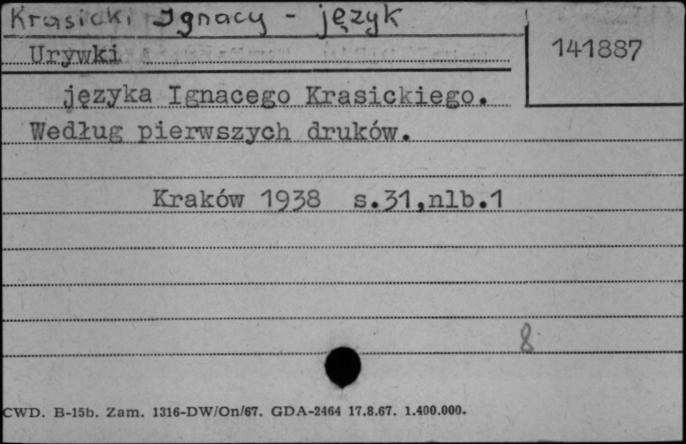 Krasicki Ignacy - język
141887
Urywki
języka Ignacego Krasickiego.
Według pierwszych druków.
Kraków 1938 s.31,nlb.1
8
CWD. B-15b. Zam. 1316-DW/On/67. GDA-2464 17.8.67. 1.400.000.